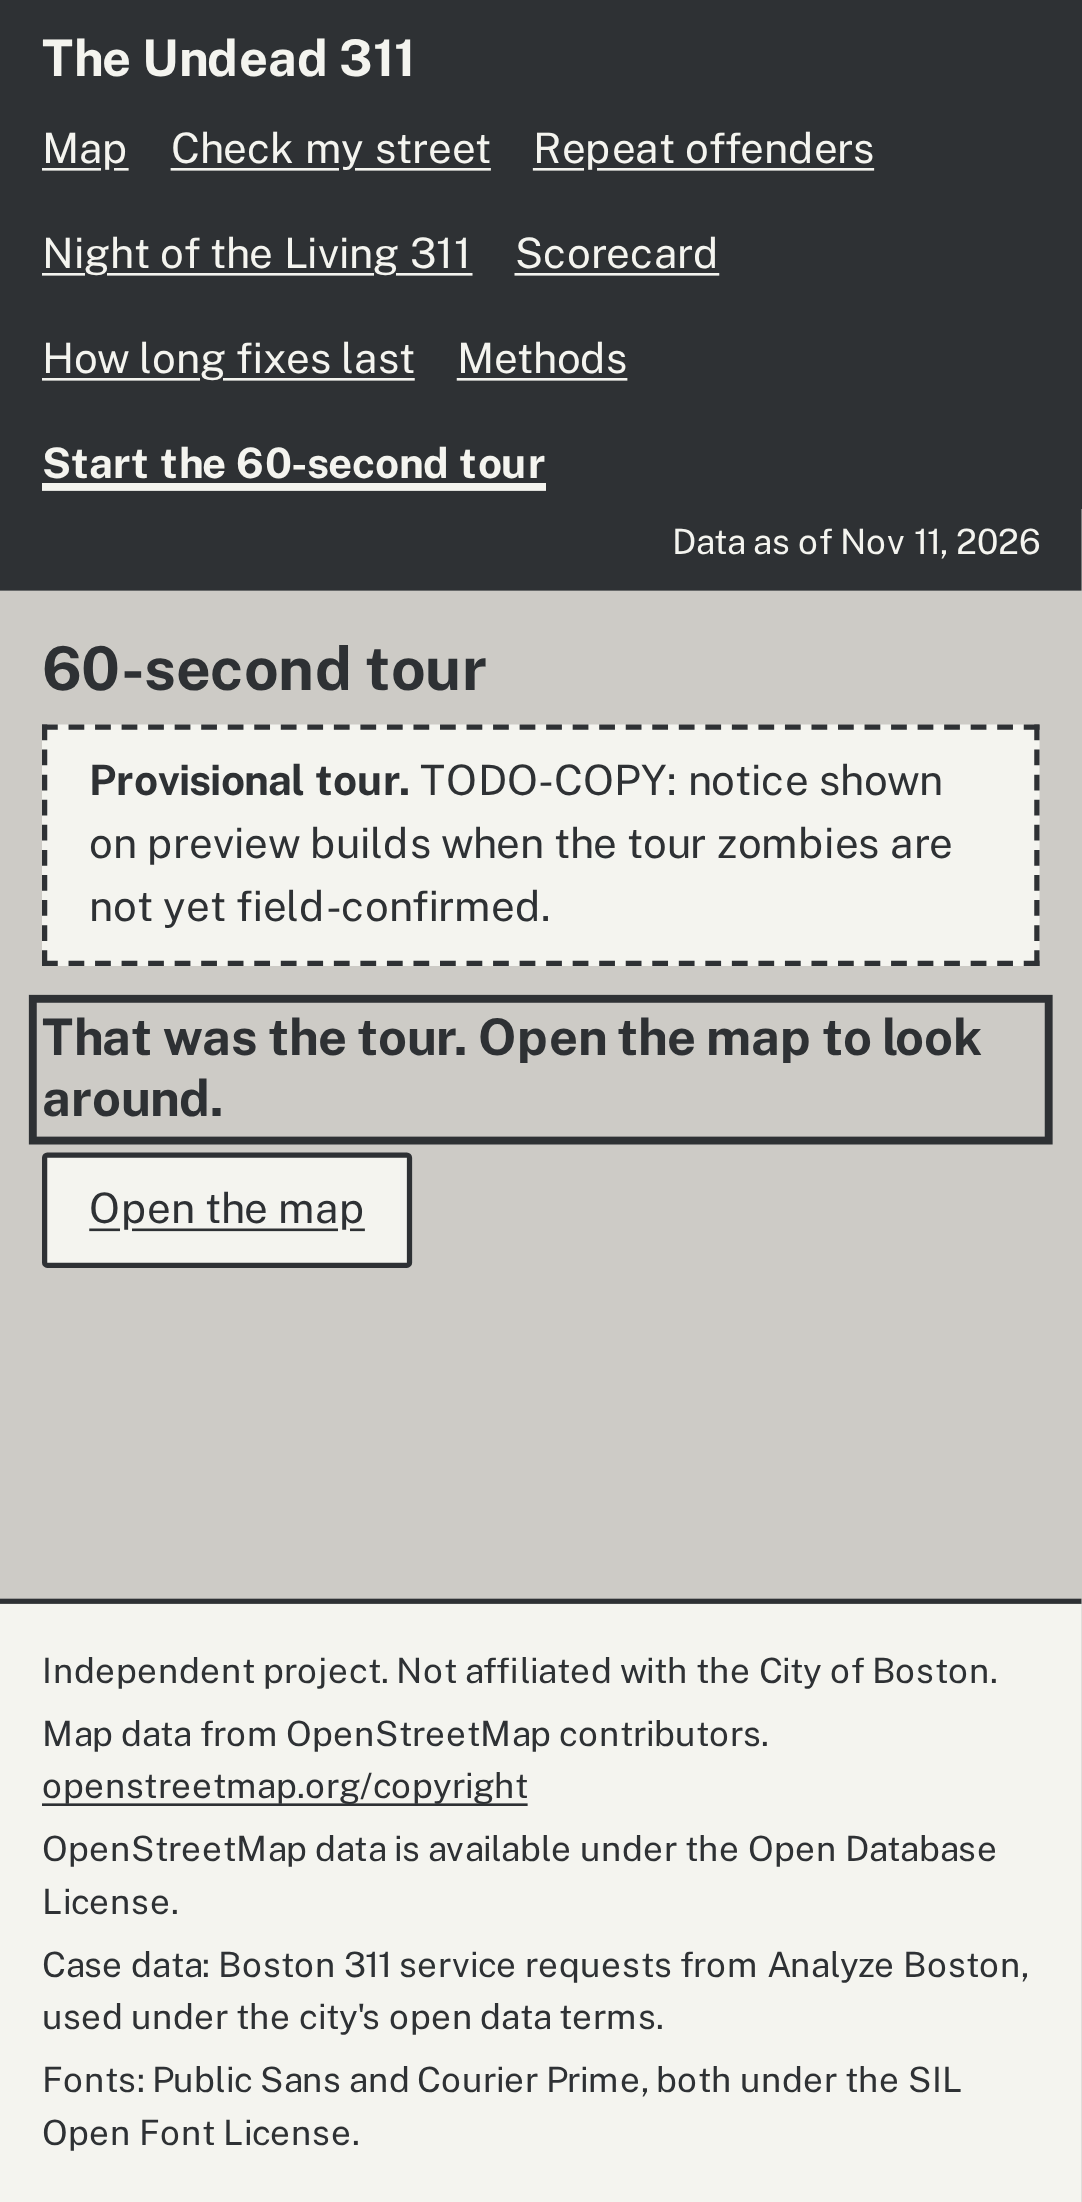 The Undead 311
Map Check my street Repeat offenders
Night of the Living 311 Scorecard
How long fixes last Methods
Start the 60-second tour
Data as of Nov 11, 2026
60-second tour
Provisional tour. TODO-COPY: notice shown
on preview builds when the tour zombies are
not yet field-confirmed.
That was the tour. Open the map to look
around.
Open the map
Independent project. Not affiliated with the City of Boston.
Map data from OpenStreetMap contributors.
openstreetmap.org/copyright
OpenStreetMap data is available under the Open Database
License.
Case data: Boston 311 service requests from Analyze Boston,
used under the city's open data terms.
Fonts: Public Sans and Courier Prime, both under the SIL
Open Font License.